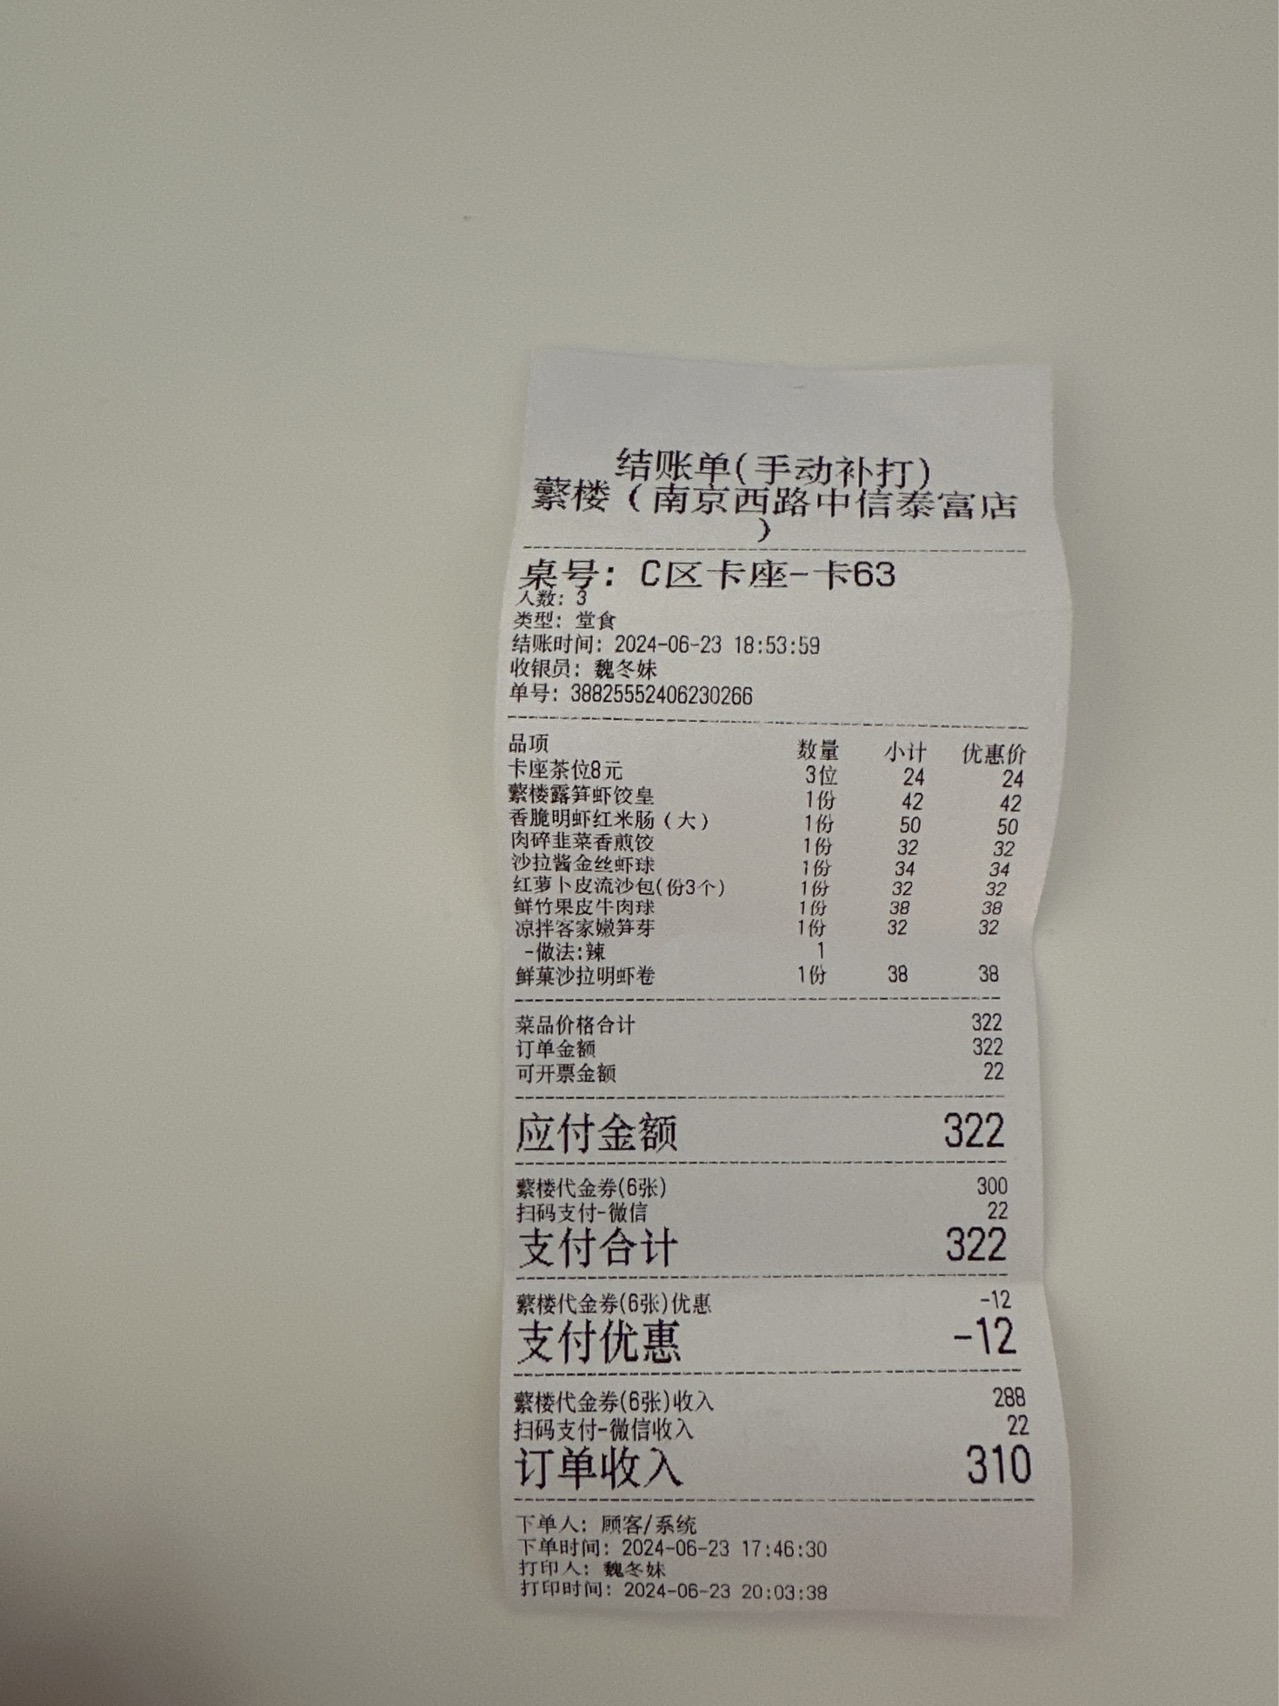 结账单(手动补打)
蘩楼（南京西路中信泰富店
）
桌号: C区卡座-卡63
人数: 3
类型: 堂食
结账时间: 2024-06-23 18:53:59
收银员: 魏冬妹
单号: 38825552406230266
品项 数量 小计 优惠价
卡座茶位8元 3位 24 24
蘩楼露笋虾饺皇 1份 42 42
香脆明虾红米肠（大） 1份 50 50
肉碎韭菜香煎饺 1份 32 32
沙拉酱金丝虾球 1份 34 34
红萝卜皮流沙包(份3个) 1份 32 32
鲜竹果皮牛肉球 1份 38 38
凉拌客家嫩笋芽 1份 32 32
-做法:辣 1
鲜菓沙拉明虾卷 1份 38 38
菜品价格合计 322
订单金额 322
可开票金额 22
应付金额 322
蘩楼代金券(6张) 300
扫码支付-微信 22
支付合计 322
蘩楼代金券(6张)优惠 -12
支付优惠 -12
蘩楼代金券(6张)收入 288
扫码支付-微信收入 22
订单收入 310
下单人: 顾客/系统
下单时间: 2024-06-23 17:46:30
打印人: 魏冬妹
打印时间: 2024-06-23 20:03:38